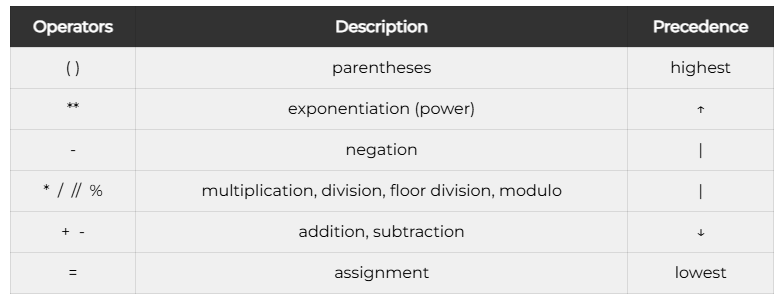 Operators Description Precedence
( ) parentheses highest
** exponentiation (power) ↑
- negation |
* / // % multiplication, division, floor division, modulo |
+ - addition, subtraction ↓
= assignment lowest